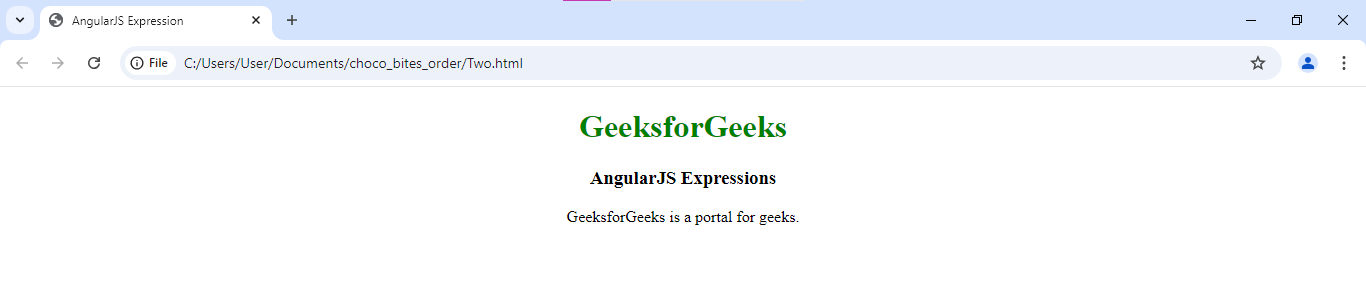 AngularJS Expression
File
C:/Users/User/Documents/choco_bites_order/Two.html
GeeksforGeeks
AngularJS Expressions
GeeksforGeeks is a portal for geeks.